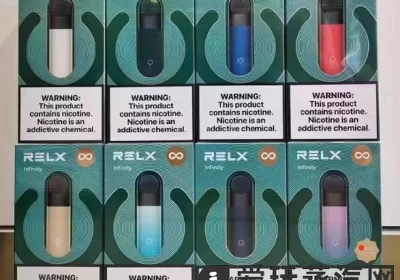 WARNING:
This product
contains nicotine.
Nicotine is an
addictive chemical.
WARNING:
This product
contains nicotine.
Nicotine is an
addictive chemical.
WARNING:
This product
contains nicotine.
Nicotine is an
addictive chemical.
WARNING:
This product
contains nicotine.
Nicotine is an
addictive chemical.
RELX
Infinity
RELX
Infinity
RELX
Infinity
RELX
Infinity
WARNING:
WARNING: